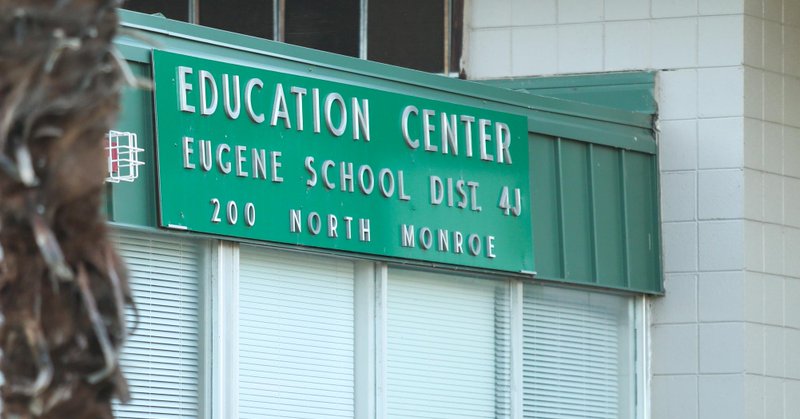 EDUCATION CENTER
EUGENE SCHOOL DIST. 4J
200 NORTH MONROE